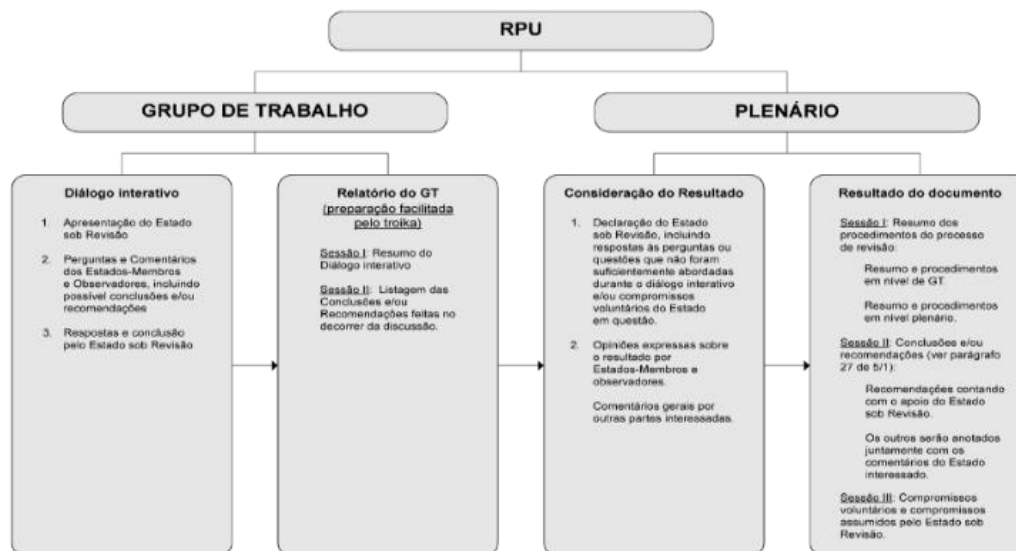 RPU
GRUPO DE TRABALHO
PLENÁRIO
Diálogo interativo
1. Apresentação do Estado
sob Revisão
2. Perguntas e Comentários
dos Estados-Membros
e Observadores, incluindo
possível conclusões e/ou
recomendações
3. Respostas e conclusão
pelo Estado sob Revisão
Relatório do GT
(preparação facilitada
pelo troika)
Sessão I: Resumo do
Diálogo interativo
Sessão II: Listagem das
Conclusões e/ou
Recomendações feitas no
decorrer da discussão.
Consideração do Resultado
1. Declaração do Estado
sob Revisão, incluindo
respostas às perguntas ou
questões que não foram
suficientemente abordadas
durante o diálogo interativo
e/ou compromissos
voluntários do Estado
em questão.
2. Opiniões expressas sobre
o resultado por
Estados-Membros e
observadores.
Comentários gerais por
outras partes interessadas.
Resultado do documento
Sessão I: Resumo dos
procedimentos do processo
de revisão:
Resumo e procedimentos
em nível de GT.
Resumo e procedimentos
em nível plenário.
Sessão II: Conclusões e/ou
recomendações (ver parágrafo
27 de 5/1):
Recomendações contando
com o apoio do Estado
sob Revisão.
Os outros serão anotados
juntamente com os
comentários do Estado
interessado.
Sessão III: Compromissos
voluntários e compromissos
assumidos pelo Estado sob
Revisão.